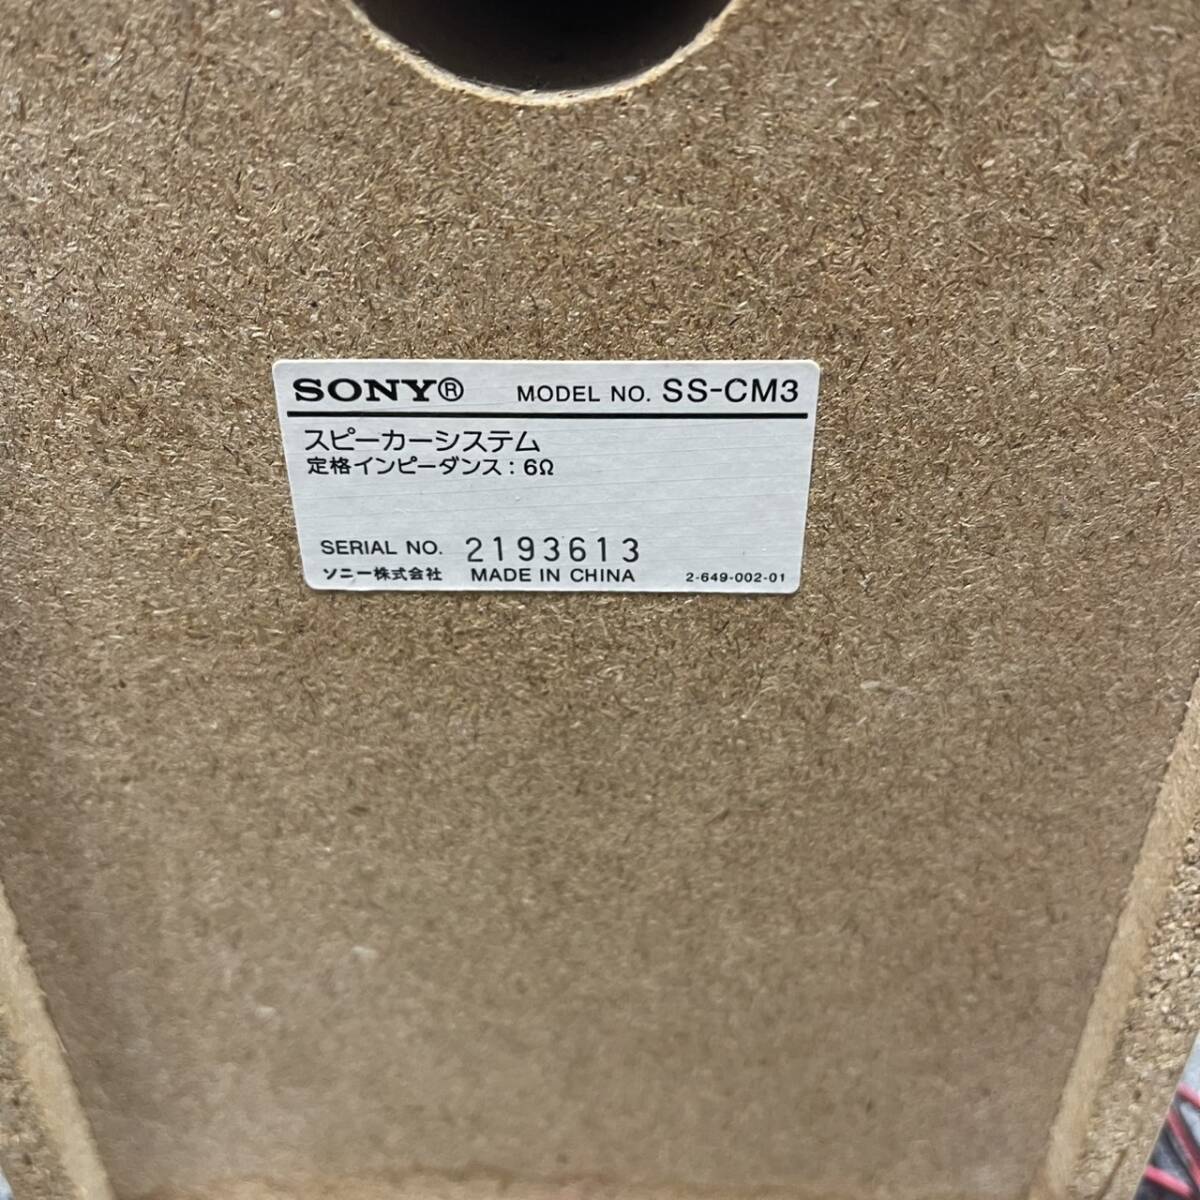 SONY® MODEL NO. SS-CM3
スピーカーシステム
定格インピーダンス：6Ω
SERIAL NO. 2193613
ソニー株式会社 MADE IN CHINA 2-649-002-01